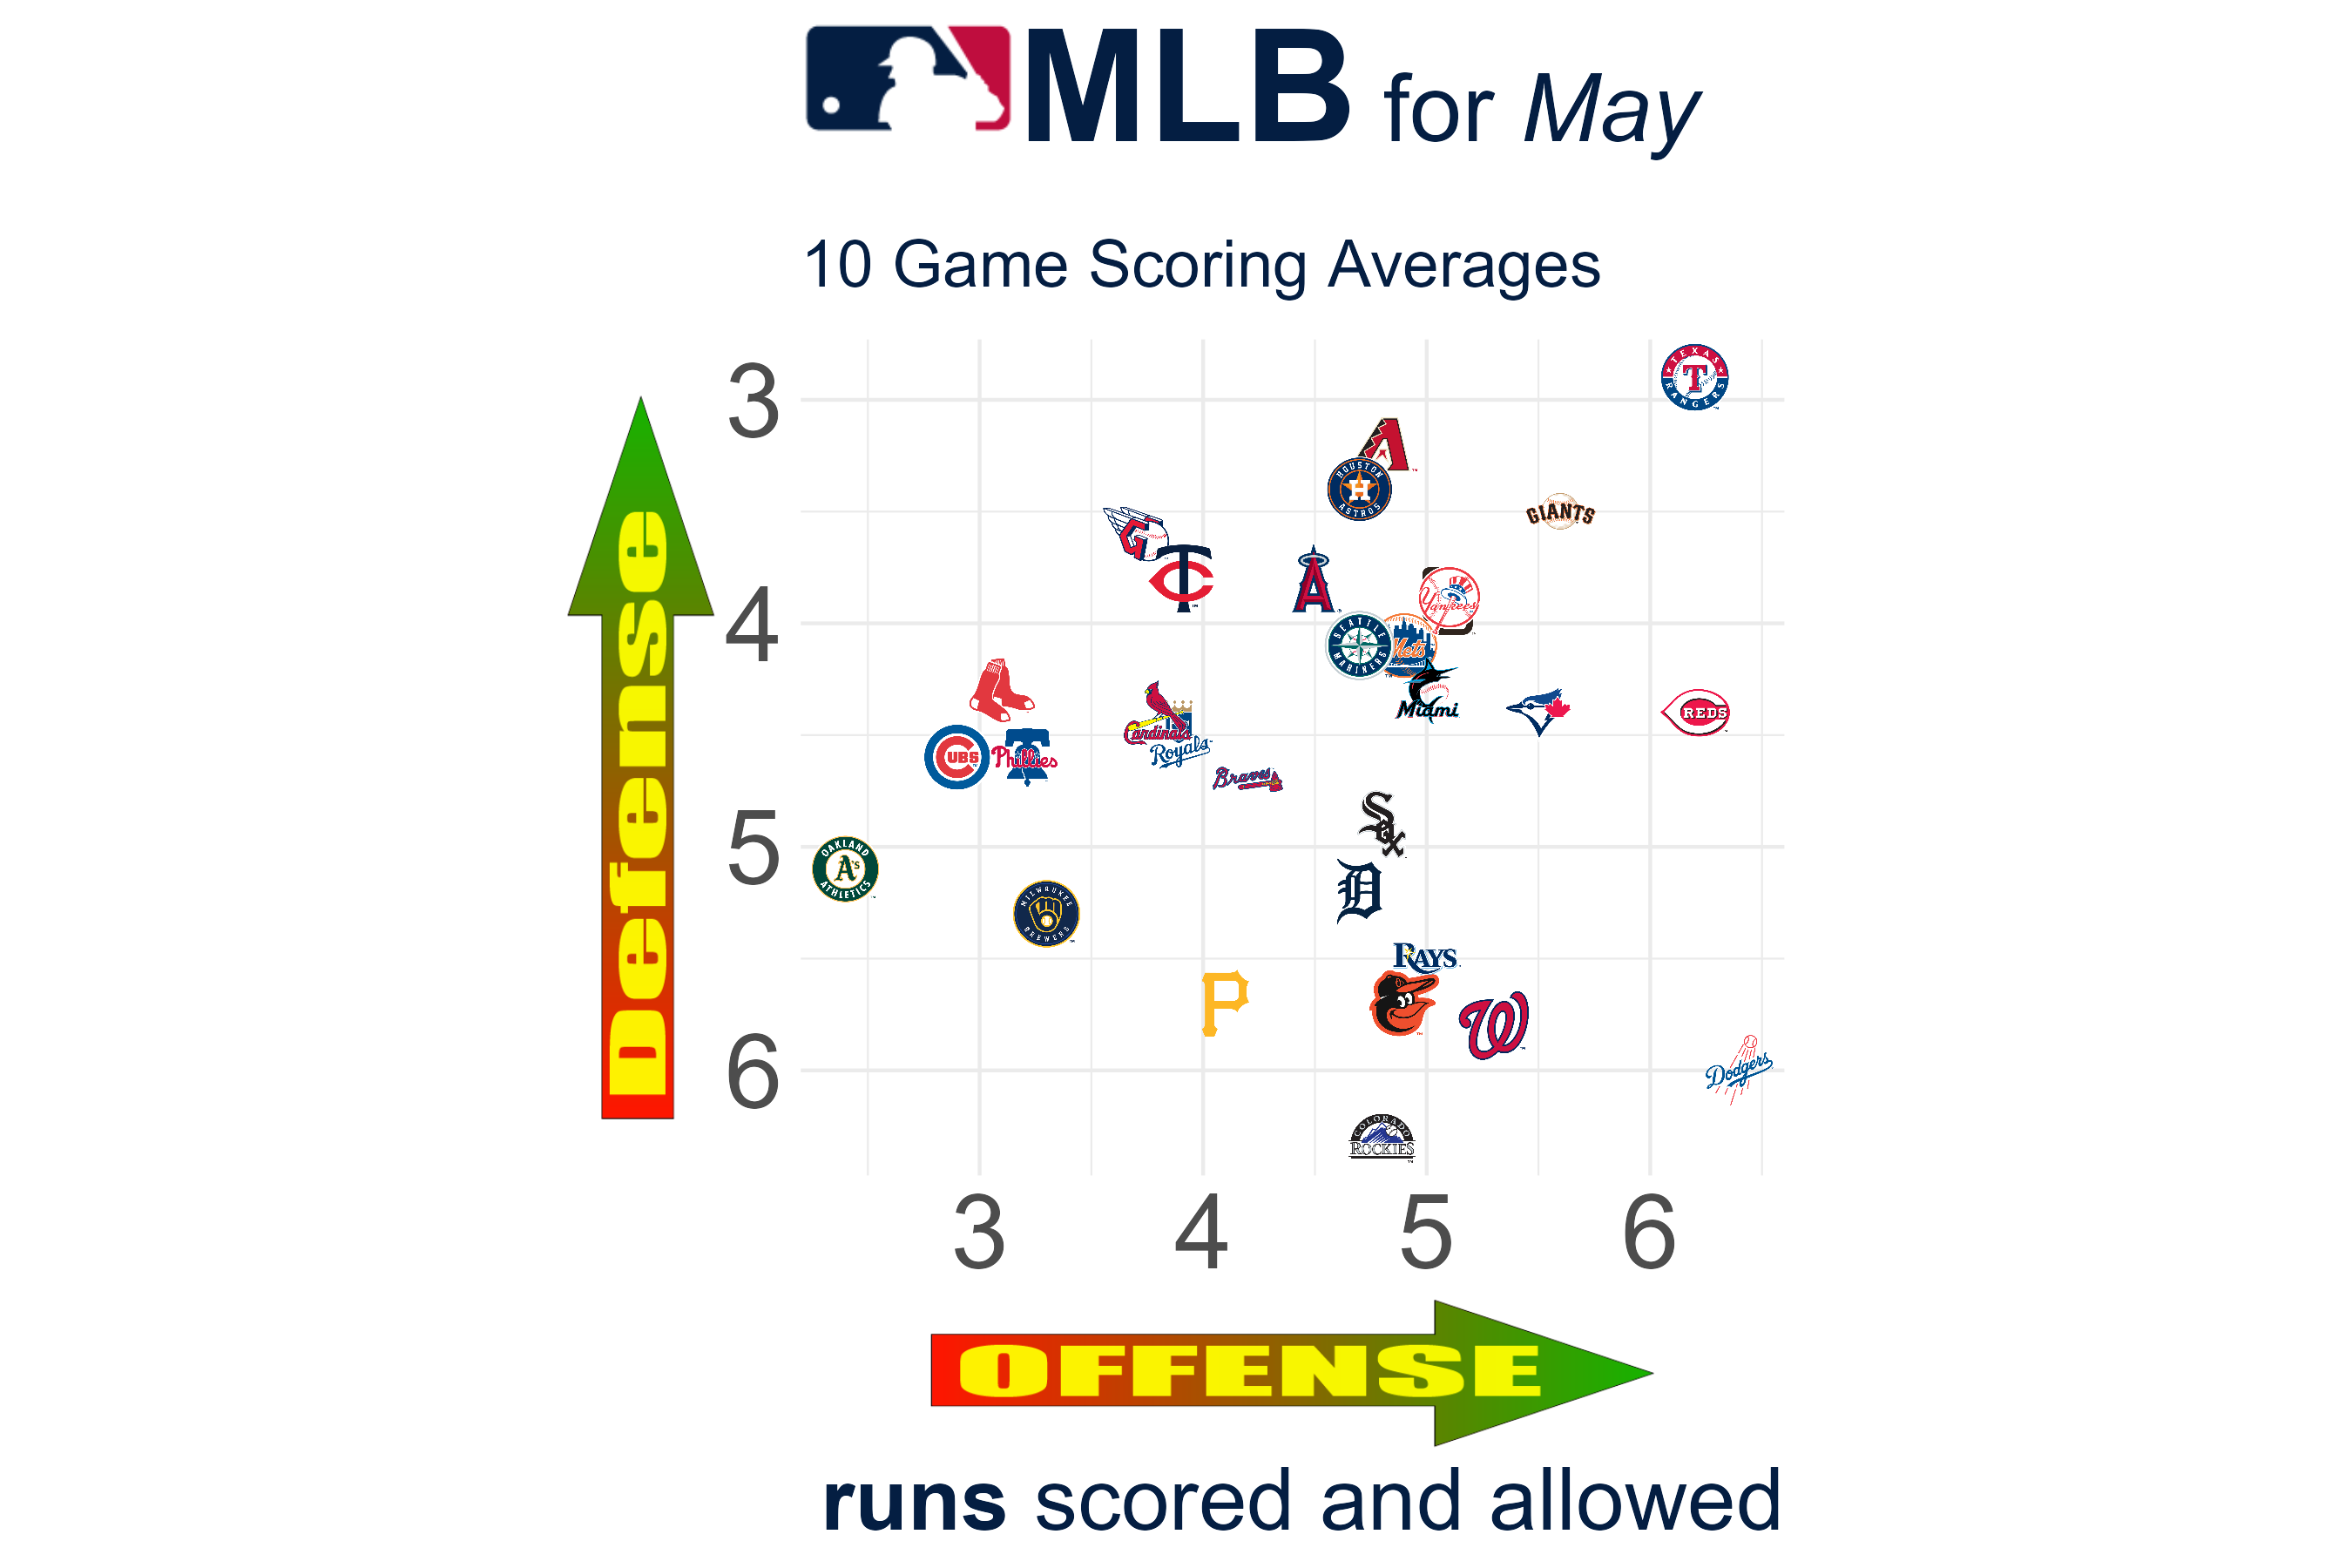 MLB for May
10 Game Scoring Averages
TEXAS RANGERS
3
HOUSTON ASTROS
GIANTS
Defense
Yankees
4
SEATTLE MARINERS
Mets
Miami
REDS
Cardinals
Royals
CUBS
Phillies
Braves
Sox
5
OAKLAND A's ATHLETICS
D
MILWAUKEE BREWERS
RAYS
P
W
6
Dodgers
COLORADO ROCKIES
3 4 5 6
OFFENSE
runs scored and allowed